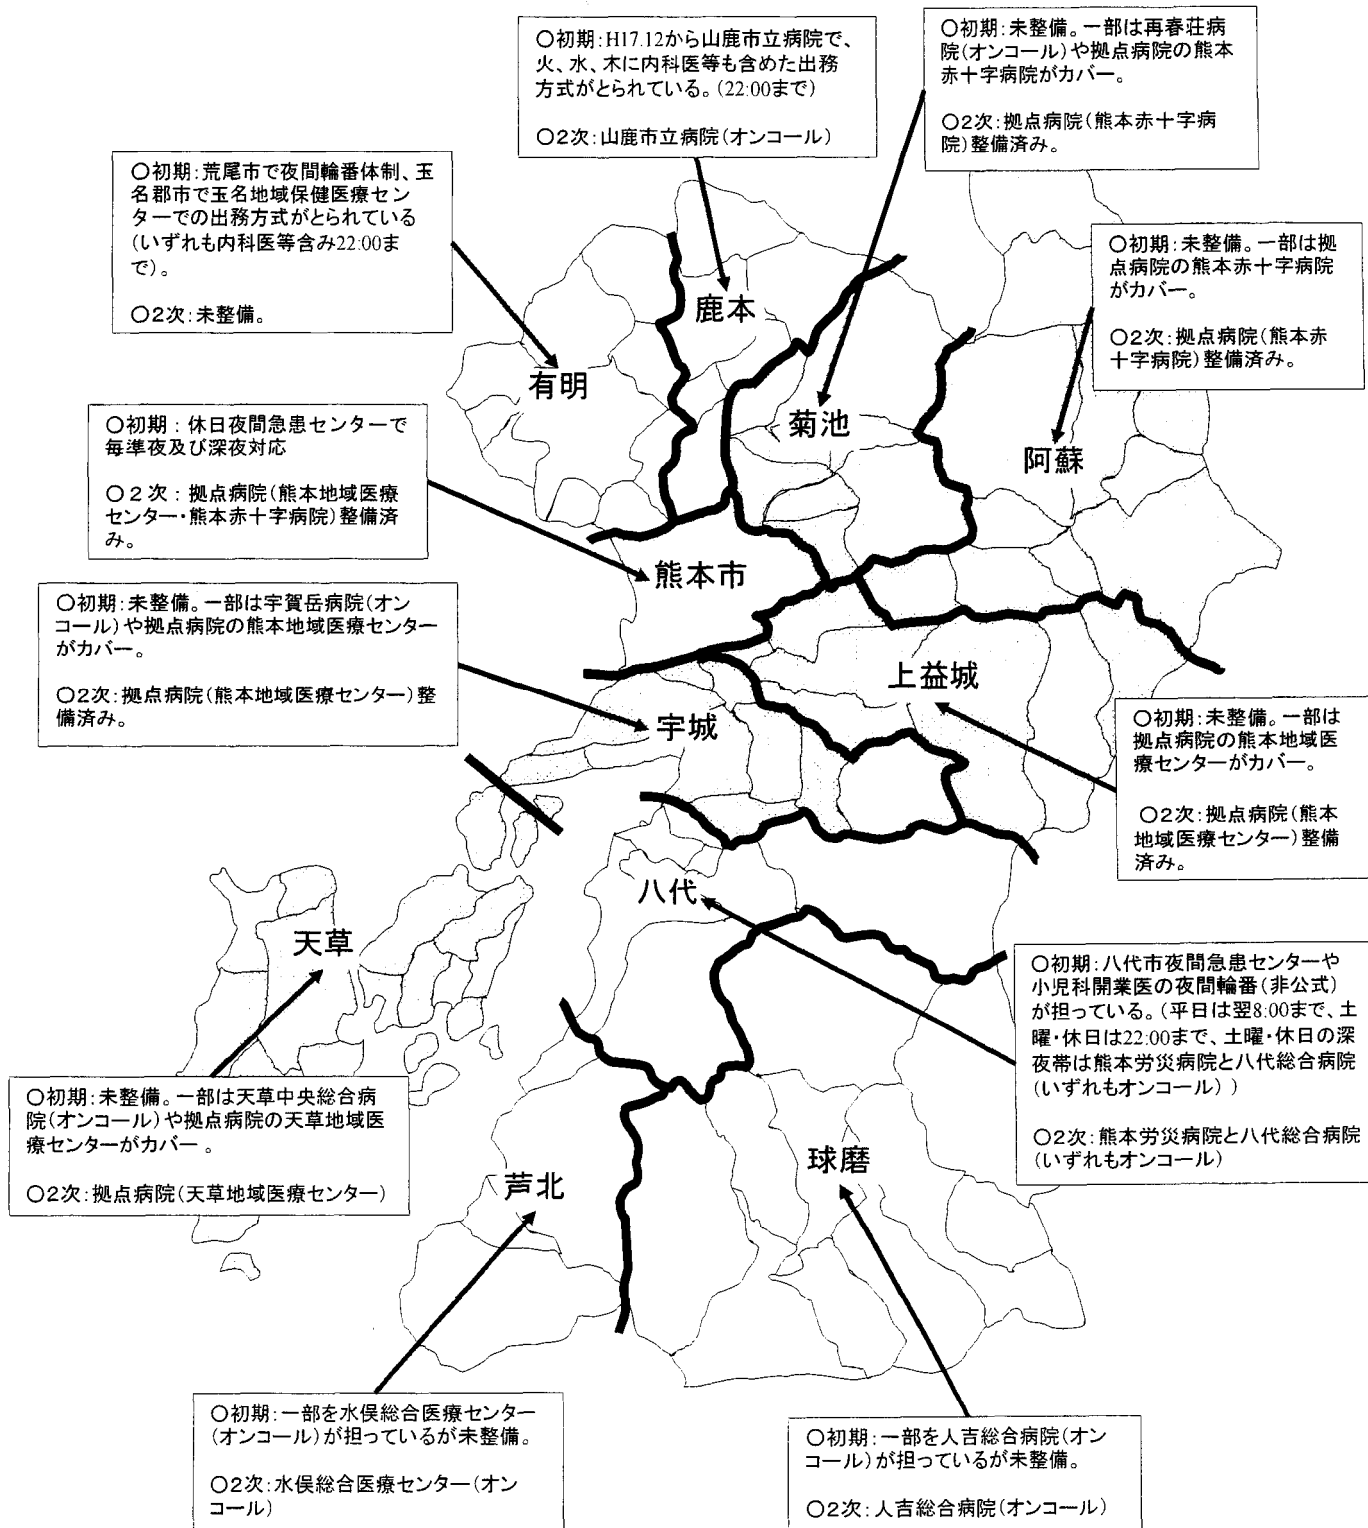 ○初期:H17.12から山鹿市立病院で、
火、水、木に内科医等も含めた出務
方式がとられている。(22:00まで)
○2次:山鹿市立病院(オンコール)
○初期:未整備。一部は再春荘病
院(オンコール)や拠点病院の熊本
赤十字病院がカバー。
○2次:拠点病院(熊本赤十字病
院)整備済み。
○初期:荒尾市で夜間輪番体制、玉
名郡市で玉名地域保健医療セン
ターでの出務方式がとられている
(いずれも内科医等含み22:00ま
で)。
○2次:未整備。
○初期:未整備。一部は拠
点病院の熊本赤十字病院
がカバー。
○2次:拠点病院(熊本赤
十字病院)整備済み。
鹿本
有明
菊池
阿蘇
○初期:休日夜間急患センターで
毎準夜及び深夜対応
○2次:拠点病院(熊本地域医療
センター・熊本赤十字病院)整備済
み。
熊本市
○初期:未整備。一部は宇賀岳病院(オン
コール)や拠点病院の熊本地域医療センター
がカバー。
○2次:拠点病院(熊本地域医療センター)整
備済み。
上益城
宇城
○初期:未整備。一部は
拠点病院の熊本地域医
療センターがカバー。
○2次:拠点病院(熊本
地域医療センター)整備
済み。
八代
天草
○初期:八代市夜間急患センターや
小児科開業医の夜間輪番(非公式)
が担っている。(平日は翌8:00まで、土
曜・休日は22:00まで、土曜・休日の深
夜帯は熊本労災病院と八代総合病院
(いずれもオンコール))
○2次:熊本労災病院と八代総合病院
(いずれもオンコール)
○初期:未整備。一部は天草中央総合病
院(オンコール)や拠点病院の天草地域医
療センターがカバー。
○2次:拠点病院(天草地域医療センター)
芦北
球磨
○初期:一部を水俣総合医療センター
(オンコール)が担っているが未整備。
○2次:水俣総合医療センター(オン
コール)
○初期:一部を人吉総合病院(オン
コール)が担っているが未整備。
○2次:人吉総合病院(オンコール)